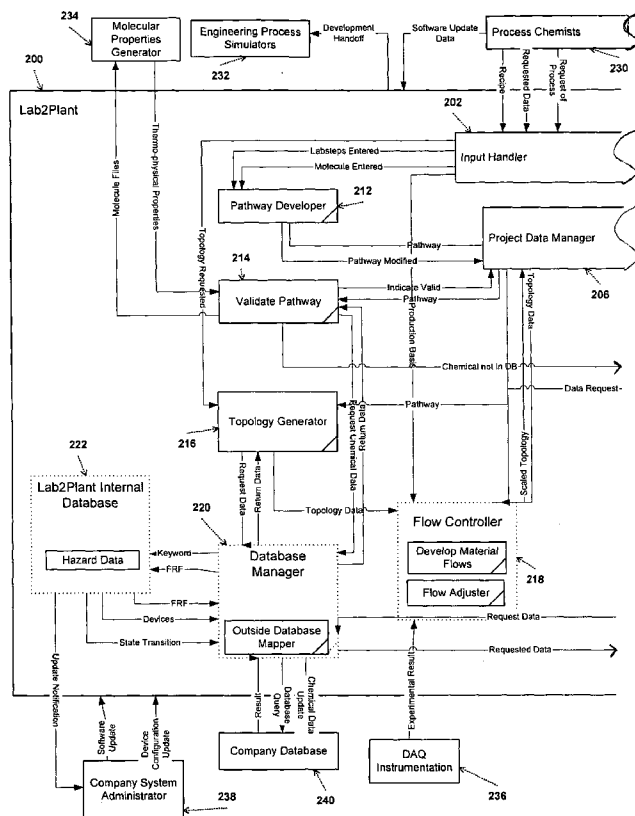 234
Molecular
Properties
Generator
Engineering Process
Simulators
232
Development
Handoff
Software Update
Data
Process Chemists
230
200
Lab2Plant
Recipe
Requested Data
Request of
Process
202
Input Handler
Molecule Files
Thermo-physical Properties
Topology Requested
Labsteps Entered
Molecule Entered
212
Pathway Developer
Pathway
Pathway Modified
Project Data Manager
206
214
Validate Pathway
Indicate Valid
Pathway
Production Basis
Topology Data
Scaled Topology
Chemical not in DB
Data Request
Topology Generator
216
Pathway
Request Chemical Data
Return Data
222
Lab2Plant Internal
Database
Hazard Data
Request Data
Return Data
220
Topology Data
Database
Manager
Keyword
FRF
FRF
Devices
State Transition
Outside Database
Mapper
Flow Controller
Develop Material
Flows
218
Flow Adjuster
Request Data
Requested Data
Update Notification
Software
Update
Device
Configuration
Update
Result
Database
Query
Chemical Data
Update
Experimental Result
Company System
Administrator
238
Company Database
240
DAQ
Instrumentation
236